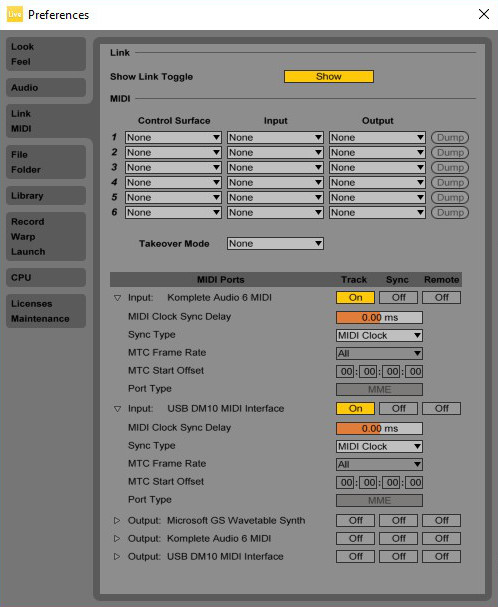 Live Preferences
Look
Feel
Audio
Link
MIDI
File
Folder
Library
Record
Warp
Launch
CPU
Licenses
Maintenance
Link
Show Link Toggle Show
MIDI
Control Surface Input Output
1 None None None Dump
2 None None None Dump
3 None None None Dump
4 None None None Dump
5 None None None Dump
6 None None None Dump
Takeover Mode None
MIDI Ports Track Sync Remote
Input: Komplete Audio 6 MIDI On Off Off
MIDI Clock Sync Delay 0.00 ms
Sync Type MIDI Clock
MTC Frame Rate All
MTC Start Offset 00:00:00:00
Port Type MME
Input: USB DM10 MIDI Interface On Off Off
MIDI Clock Sync Delay 0.00 ms
Sync Type MIDI Clock
MTC Frame Rate All
MTC Start Offset 00:00:00:00
Port Type MME
Output: Microsoft GS Wavetable Synth Off Off Off
Output: Komplete Audio 6 MIDI Off Off Off
Output: USB DM10 MIDI Interface Off Off Off